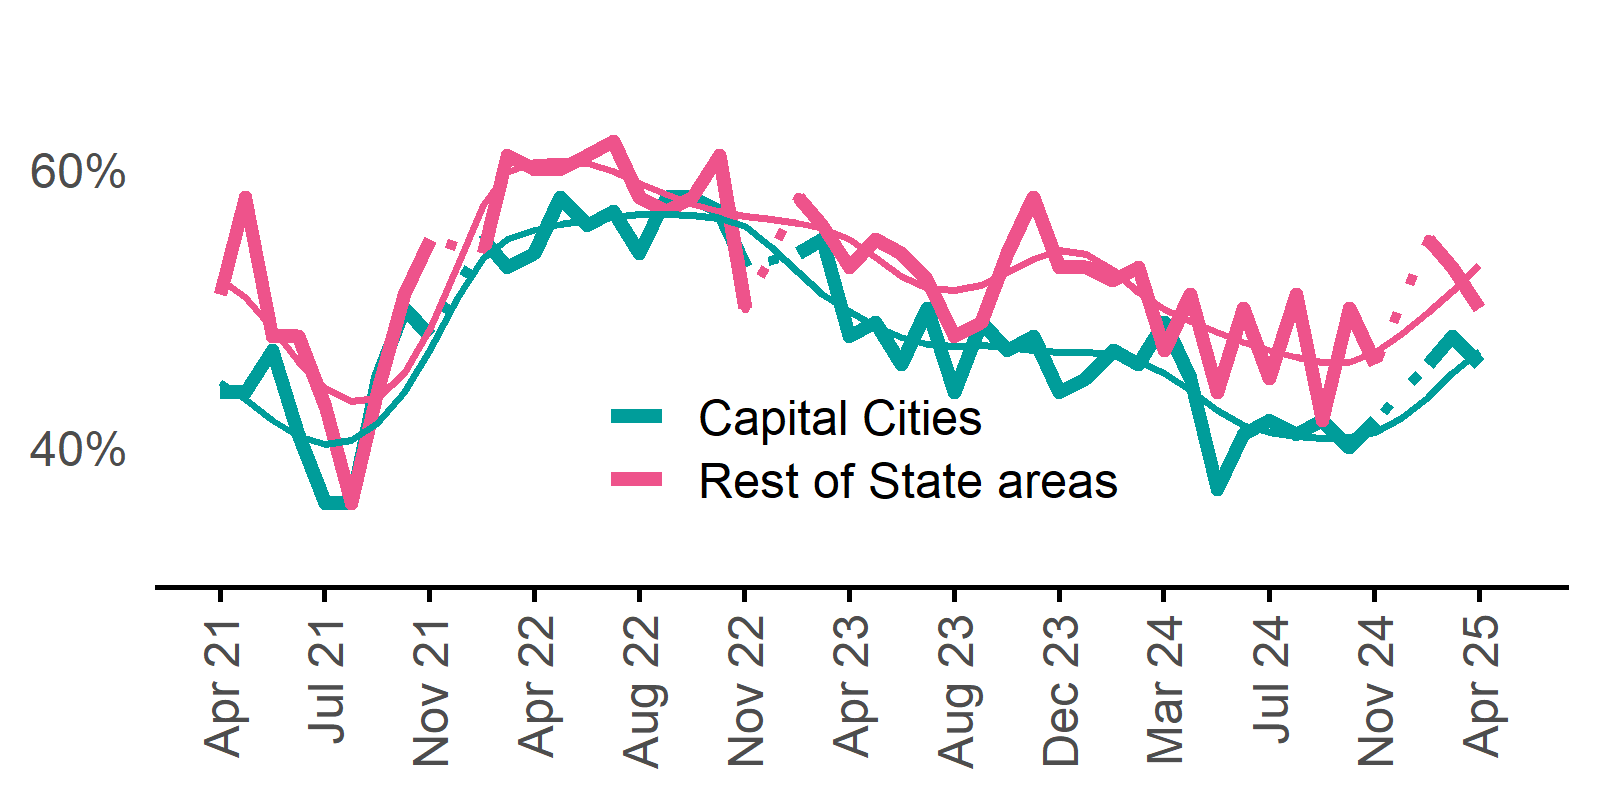 60%
40%
Capital Cities
Rest of State areas
Apr 21
Jul 21
Nov 21
Apr 22
Aug 22
Nov 22
Apr 23
Aug 23
Dec 23
Mar 24
Jul 24
Nov 24
Apr 25